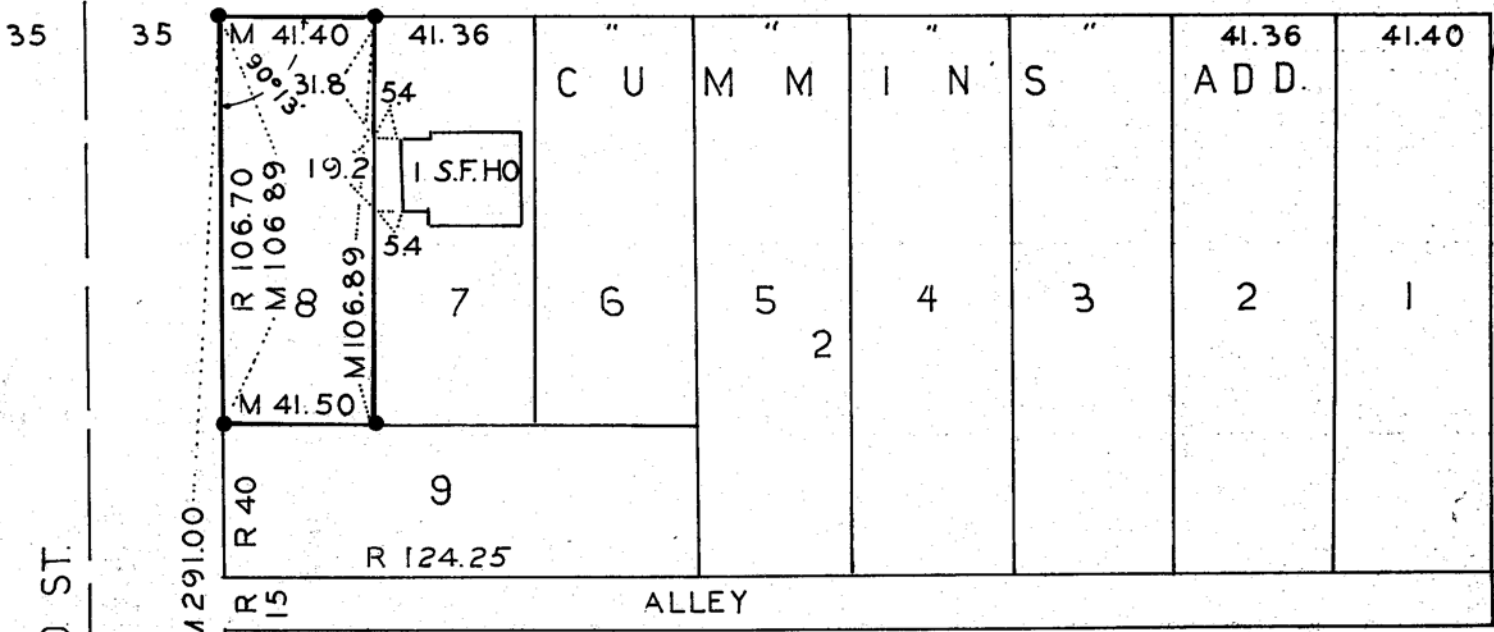 35 35 M 41.40 41.36 " " " " 41.36 41.40
CUMMINS ADD.
90°13'
31.8
54
19.2
1 S.F. HO
54
R 106.70
M 106 89
M 106.89
8 7 6 5 4 3 2 1
2
M 41.50
9
R 40
R 124.25
M 291.00
ST.
R 15
ALLEY